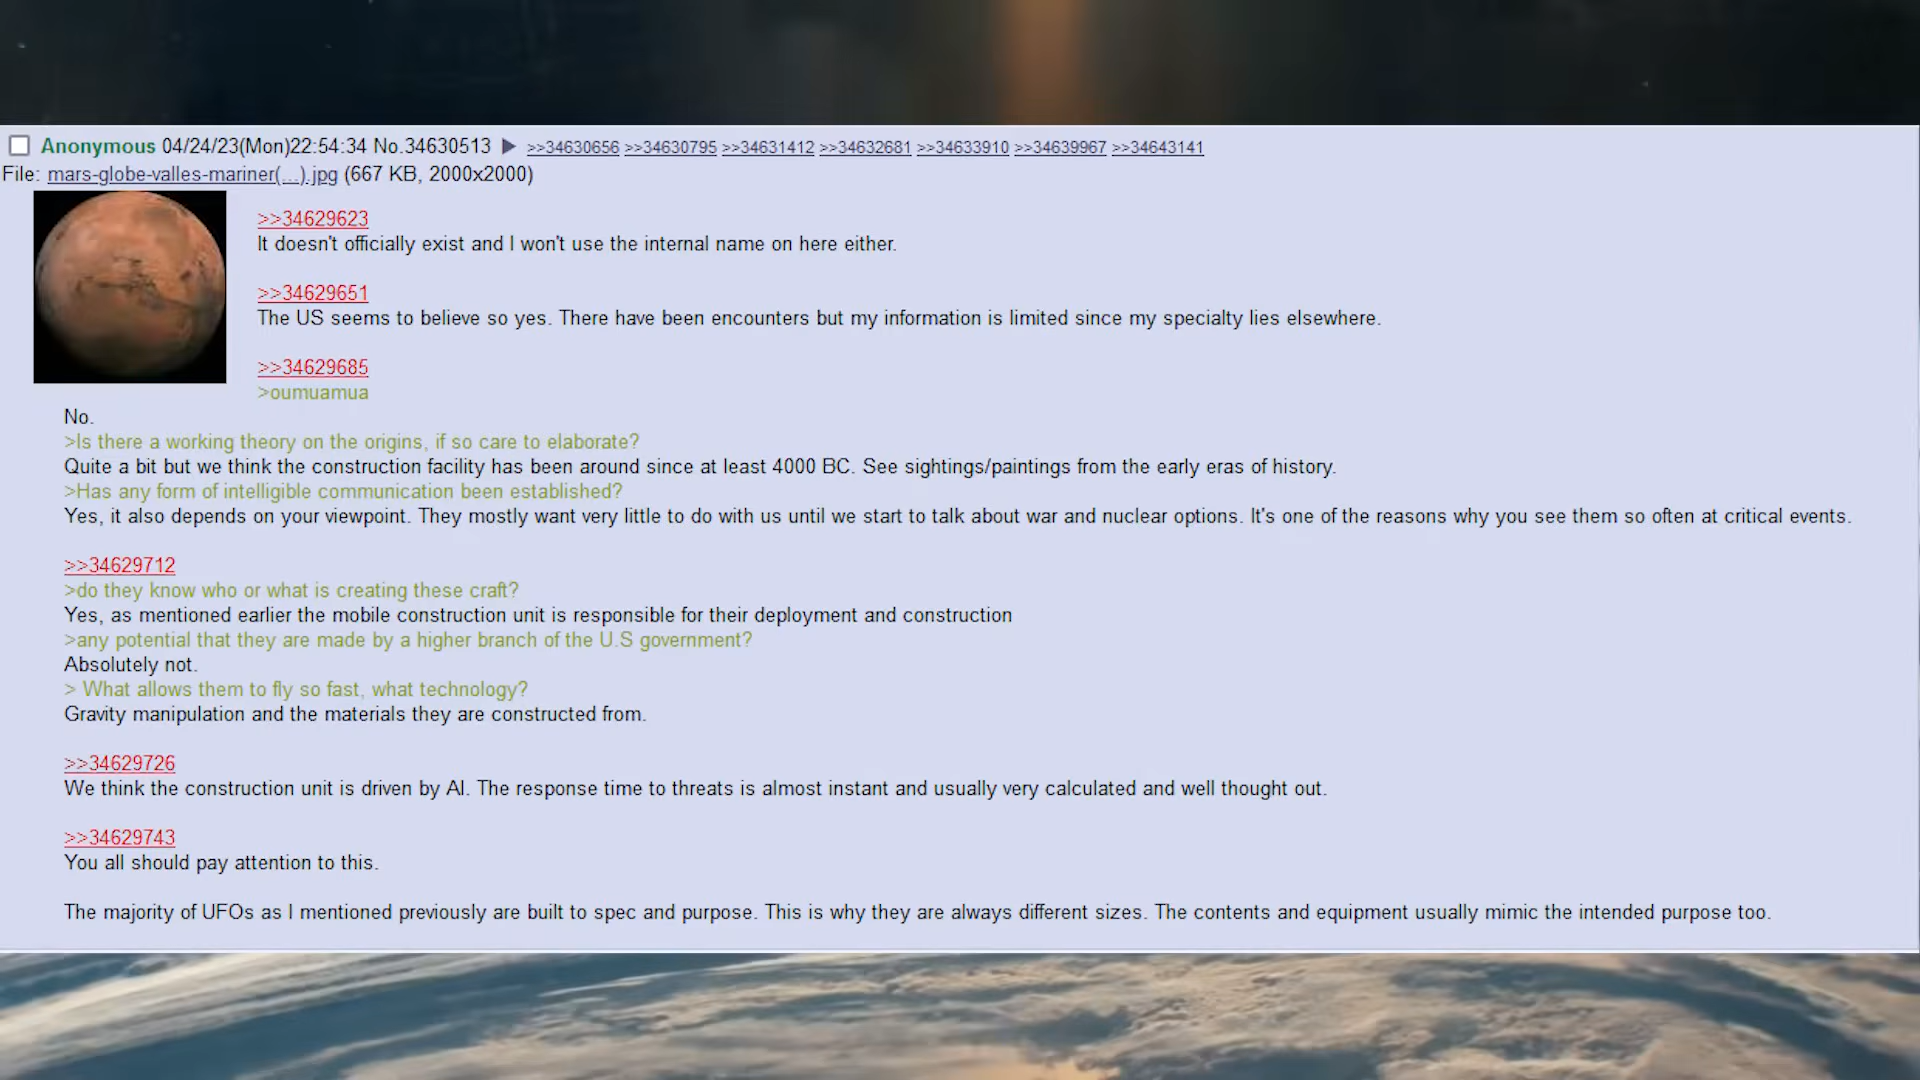 Anonymous 04/24/23(Mon)22:54:34 No.34630513 ▶ >>34630656 >>34630795 >>34631412 >>34632681 >>34633910 >>34639967 >>34643141
File: mars-globe-valles-mariner(...).jpg (667 KB, 2000x2000)
>>34629623
It doesn't officially exist and I won't use the internal name on here either.
>>34629651
The US seems to believe so yes. There have been encounters but my information is limited since my specialty lies elsewhere.
>>34629685
>oumuamua
No.
>Is there a working theory on the origins, if so care to elaborate?
Quite a bit but we think the construction facility has been around since at least 4000 BC. See sightings/paintings from the early eras of history.
>Has any form of intelligible communication been established?
Yes, it also depends on your viewpoint. They mostly want very little to do with us until we start to talk about war and nuclear options. It's one of the reasons why you see them so often at critical events.
>>34629712
>do they know who or what is creating these craft?
Yes, as mentioned earlier the mobile construction unit is responsible for their deployment and construction
>any potential that they are made by a higher branch of the U.S government?
Absolutely not.
> What allows them to fly so fast, what technology?
Gravity manipulation and the materials they are constructed from.
>>34629726
We think the construction unit is driven by AI. The response time to threats is almost instant and usually very calculated and well thought out.
>>34629743
You all should pay attention to this.
The majority of UFOs as I mentioned previously are built to spec and purpose. This is why they are always different sizes. The contents and equipment usually mimic the intended purpose too.